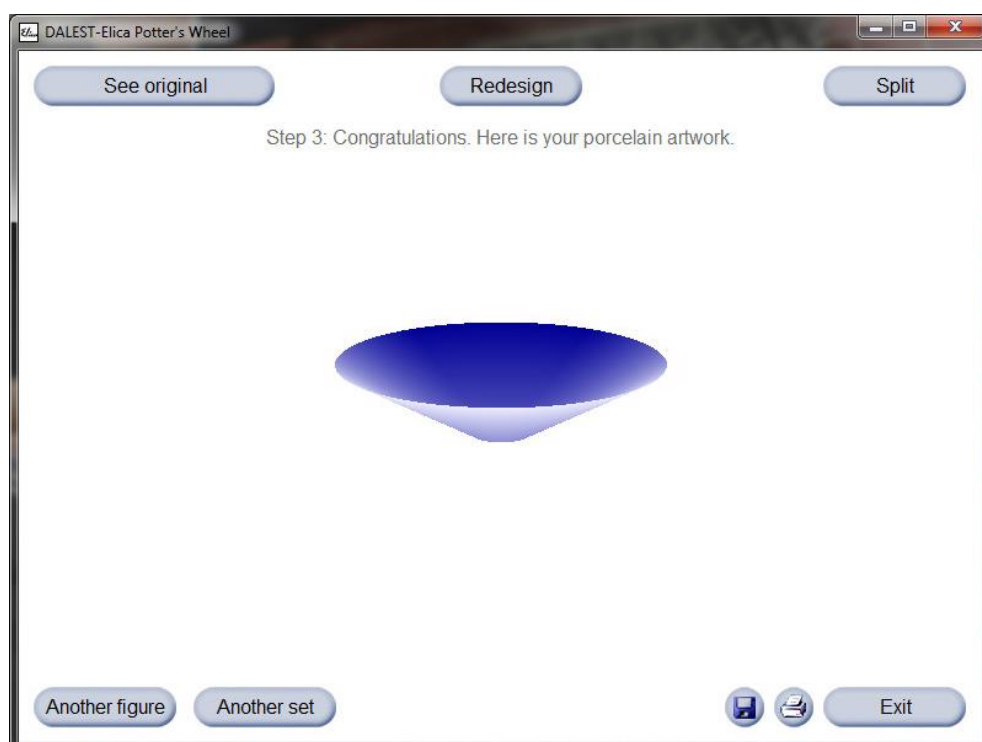 DALEST-Elica Potter's Wheel
See original
Redesign
Split
Step 3: Congratulations. Here is your porcelain artwork.
Another figure
Another set
Exit